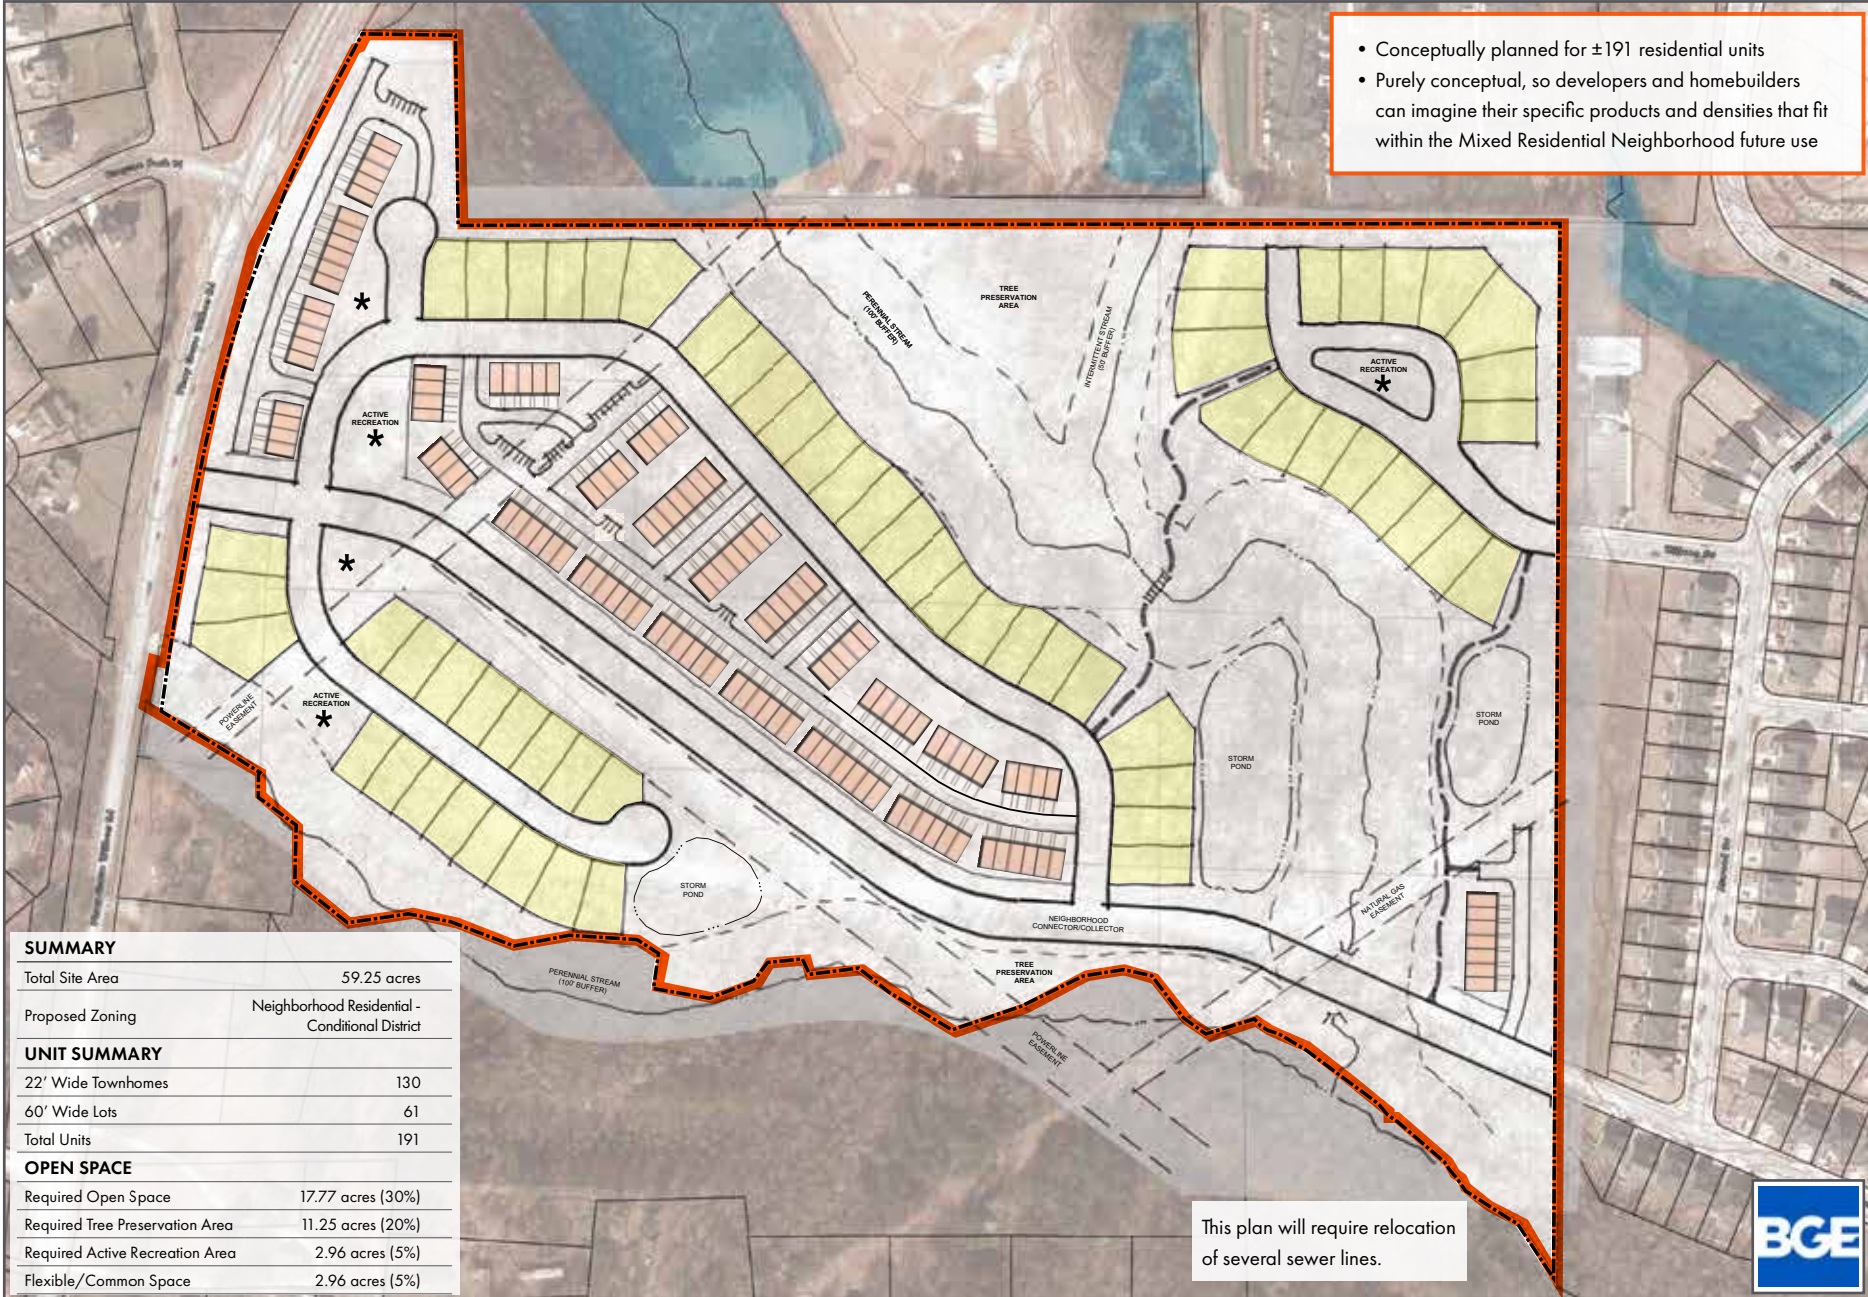 • Conceptually planned for ±191 residential units
• Purely conceptual, so developers and homebuilders
can imagine their specific products and densities that fit
within the Mixed Residential Neighborhood future use
TREE
PRESERVATION
AREA
PERENNIAL STREAM
(100' BUFFER)
INTERMITTENT STREAM
(50' BUFFER)
ACTIVE
RECREATION
*
*
ACTIVE
RECREATION
*
*
ACTIVE
RECREATION
*
POWERLINE
EASEMENT
STORM
POND
STORM
POND
STORM
POND
NATURAL GAS
EASEMENT
NEIGHBORHOOD
CONNECTOR/COLLECTOR
TREE
PRESERVATION
AREA
PERENNIAL STREAM
(100' BUFFER)
POWERLINE
EASEMENT
SUMMARY
Total Site Area 59.25 acres
Proposed Zoning Neighborhood Residential -
Conditional District
UNIT SUMMARY
22' Wide Townhomes 130
60' Wide Lots 61
Total Units 191
OPEN SPACE
Required Open Space 17.77 acres (30%)
Required Tree Preservation Area 11.25 acres (20%)
Required Active Recreation Area 2.96 acres (5%)
Flexible/Common Space 2.96 acres (5%)
This plan will require relocation
of several sewer lines.
BGE